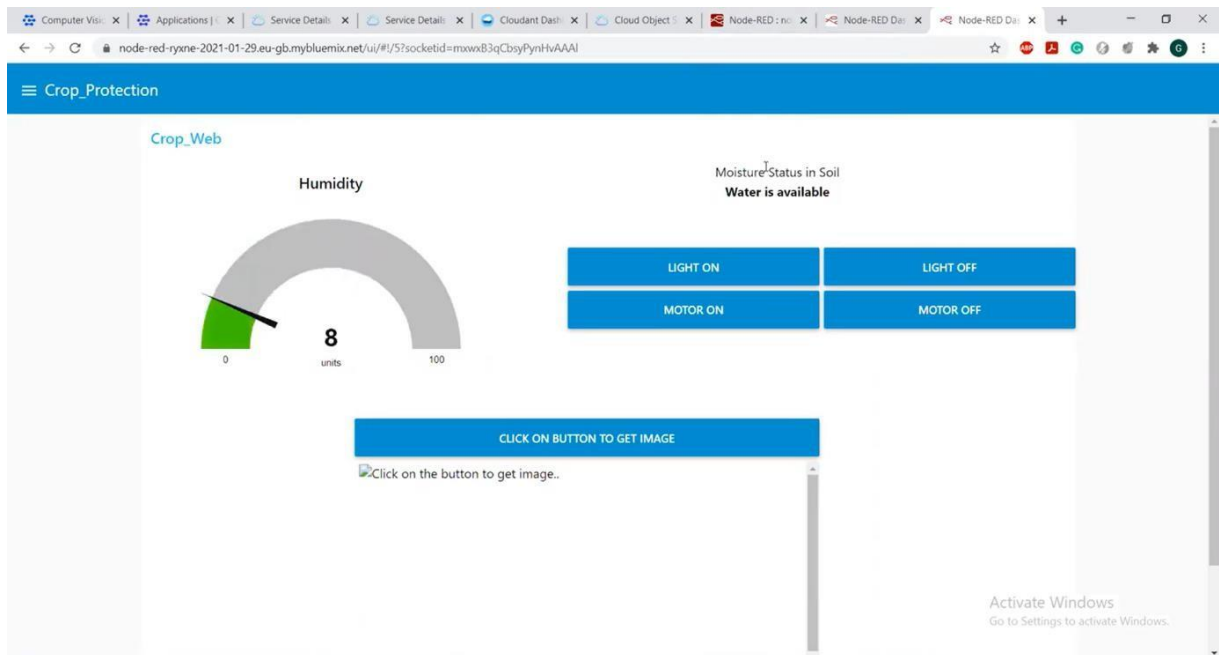 Computer Visio
Applications | C
Service Details
Service Details
Cloudant Dash
Cloud Object S
Node-RED : no
Node-RED Das
Node-RED Das
node-red-ryxne-2021-01-29.eu-gb.mybluemix.net/ui/#!/5?socketid=mxwxB3qCbsyPynHvAAAl
ABP
G
Crop_Protection
Crop_Web
Humidity
8
units
0
100
Moisture Status in Soil
Water is available
LIGHT ON
LIGHT OFF
MOTOR ON
MOTOR OFF
CLICK ON BUTTON TO GET IMAGE
Click on the button to get image..
Activate Windows
Go to Settings to activate Windows.